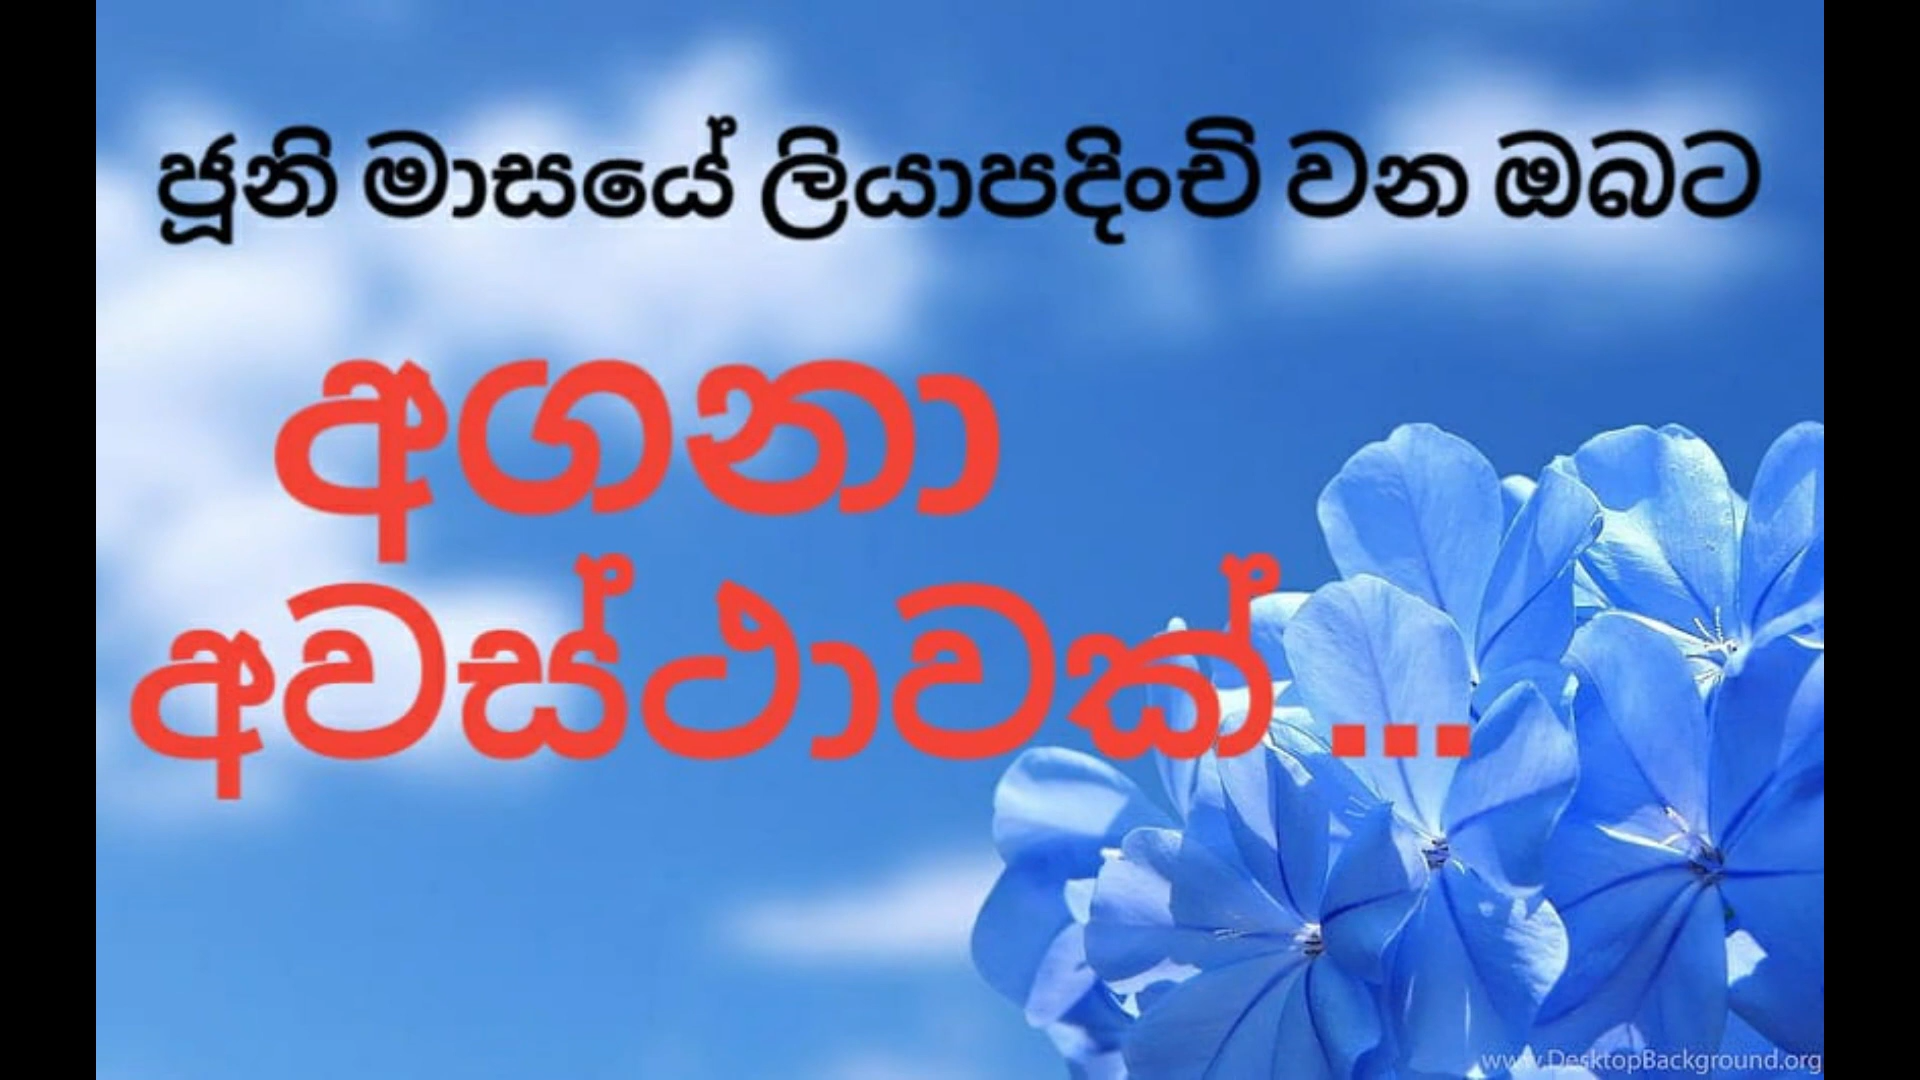 ජූනි මාසයේ ලියාපදිංචි වන ඔබට
අගනා
අවස්ථාවක්...
www.DesktopBackground.org